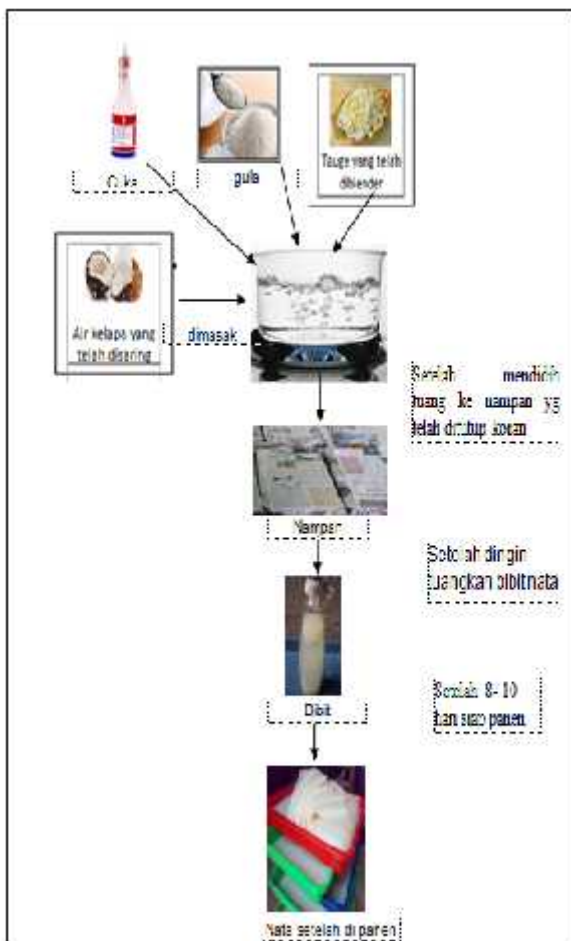 Cuka
gula
Tauge yang telah
diblender
Air kelapa yang
telah disaring
dimasak
Setelah mendidih
tuang ke nampan yg
telah ditutup koran
Nampan
Setelah dingin
tuangkan bibit nata
Bibit
Setelah 8-10
hari siap panen
Nata setelah di panen